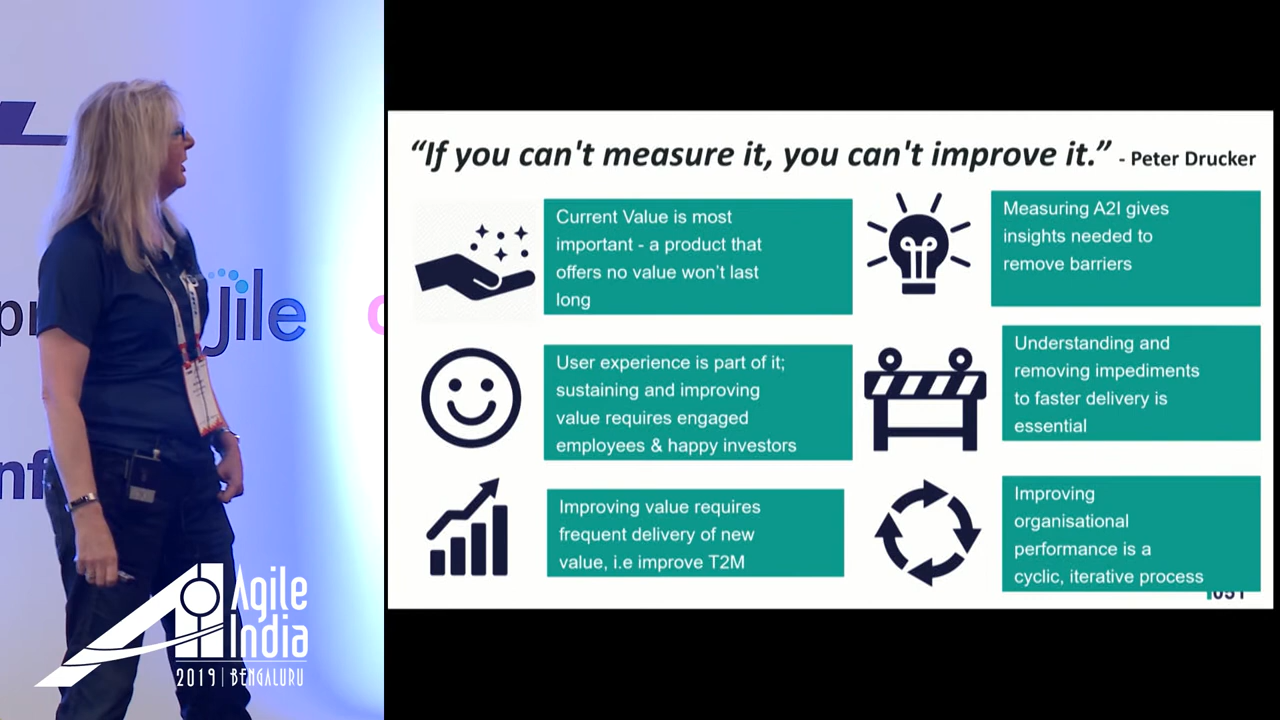 “If you can't measure it, you can't improve it.” - Peter Drucker
Current Value is most
important - a product that
offers no value won't last
long
Measuring A2I gives
insights needed to
remove barriers
User experience is part of it;
sustaining and improving
value requires engaged
employees & happy investors
Understanding and
removing impediments
to faster delivery is
essential
Improving value requires
frequent delivery of new
value, i.e improve T2M
Improving
organisational
performance is a
cyclic, iterative process
jile
Agile
India
2019 | BENGALURU